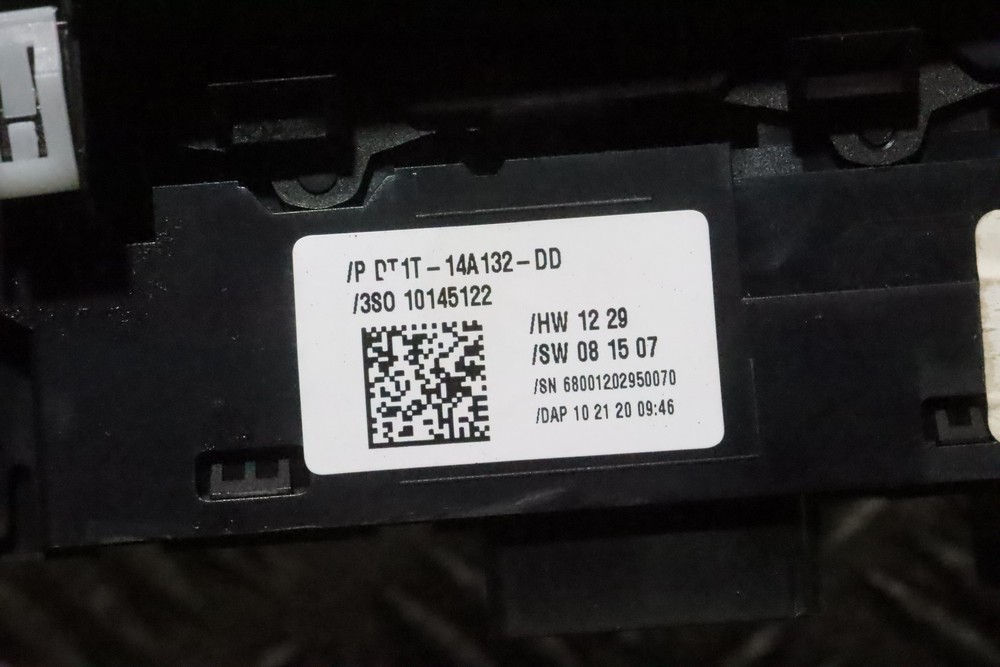 /P DT1T-14A132-DD
/3SO 10145122
/HW 12 29
/SW 08 15 07
/SN 68001202950070
/DAP 10 21 20 09:46